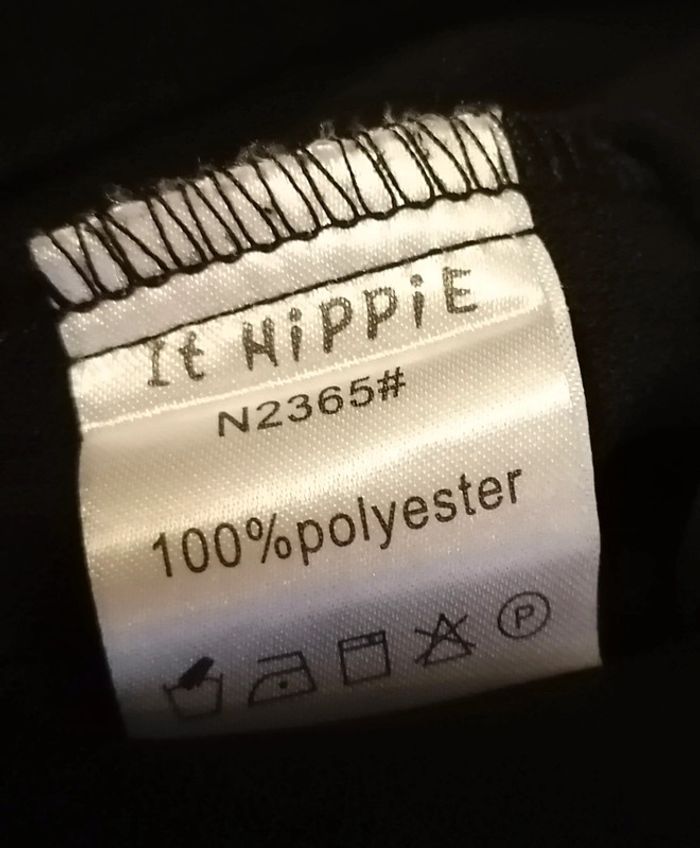 It HiPPiE
N2365#
100%polyester
P